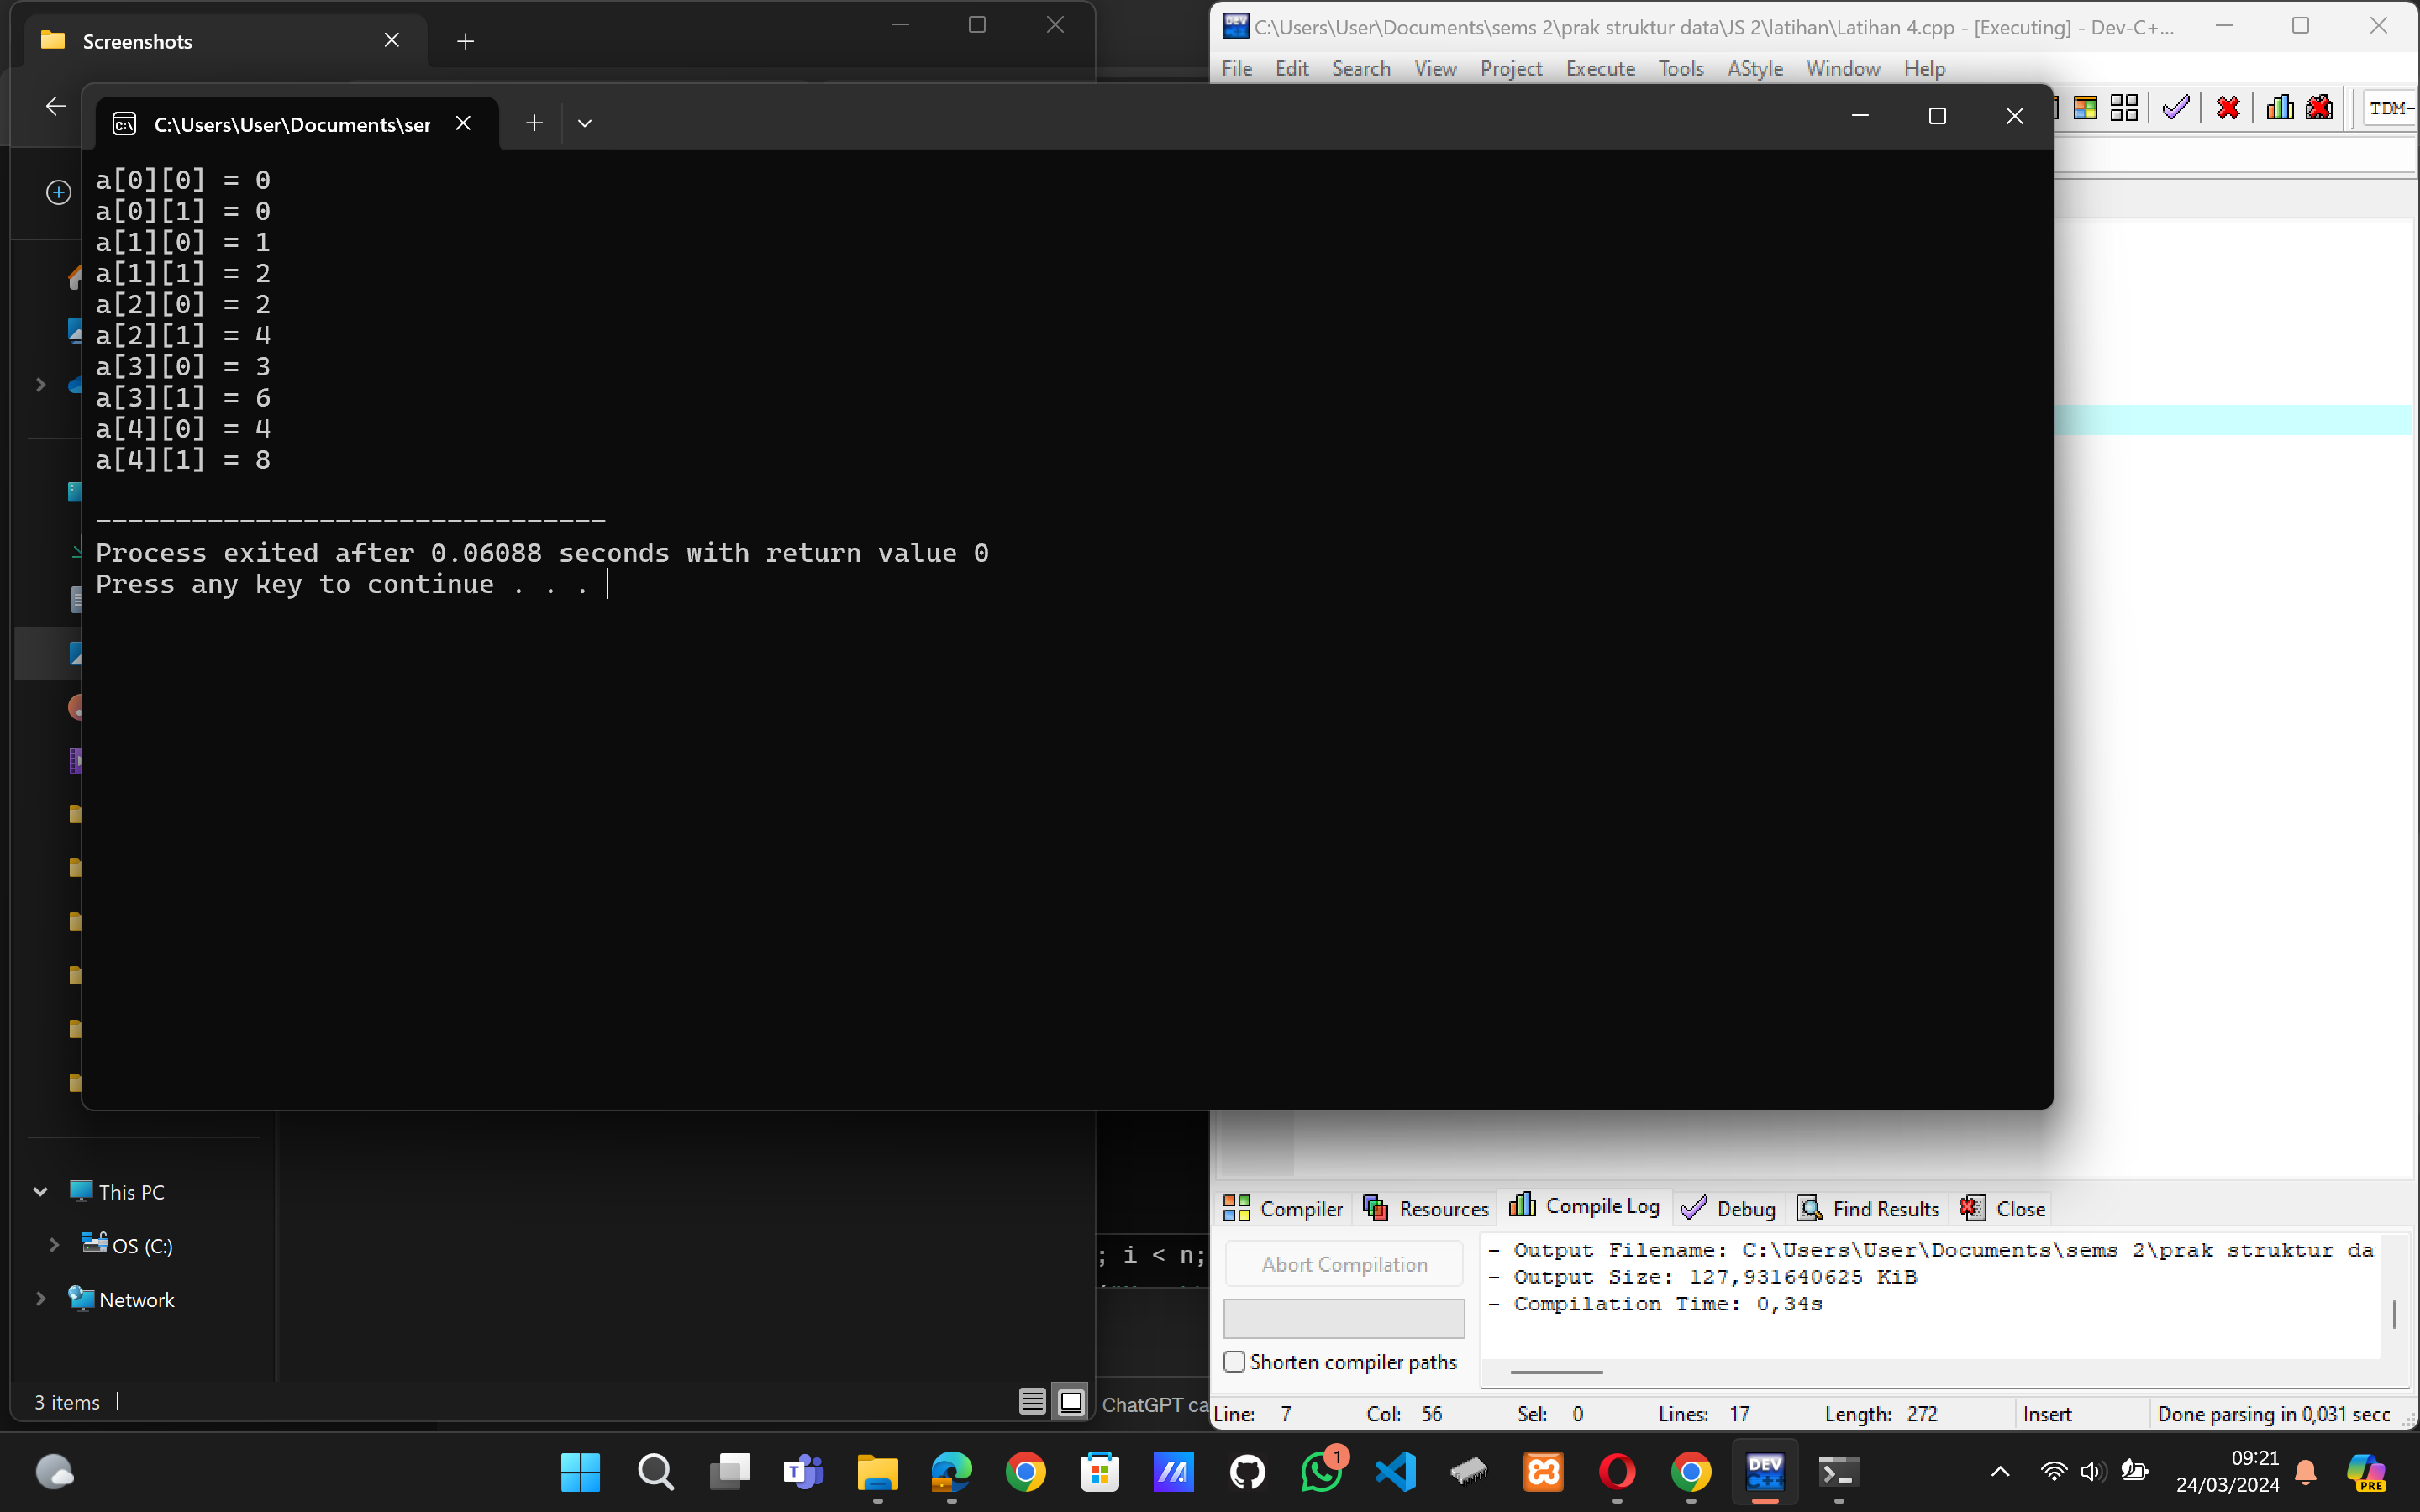 Screenshots
C:\Users\User\Documents\sems 2\prak struktur data\JS 2\latihan\Latihan 4.cpp - [Executing] - Dev-C+...
File Edit Search View Project Execute Tools AStyle Window Help
C:\Users\User\Documents\ser
TDM-
a[0][0] = 0
a[0][1] = 0
a[1][0] = 1
a[1][1] = 2
a[2][0] = 2
a[2][1] = 4
a[3][0] = 3
a[3][1] = 6
a[4][0] = 4
a[4][1] = 8
--------------------------------
Process exited after 0.06088 seconds with return value 0
Press any key to continue . . .
This PC
OS (C:)
Network
3 items
; i < n;
ChatGPT ca
Compiler Resources Compile Log Debug Find Results Close
Abort Compilation
Shorten compiler paths
- Output Filename: C:\Users\User\Documents\sems 2\prak struktur da
- Output Size: 127,931640625 KiB
- Compilation Time: 0,34s
Line: 7 Col: 56 Sel: 0 Lines: 17 Length: 272 Insert Done parsing in 0,031 secc
1
DEV C++
09:21
24/03/2024
PRE